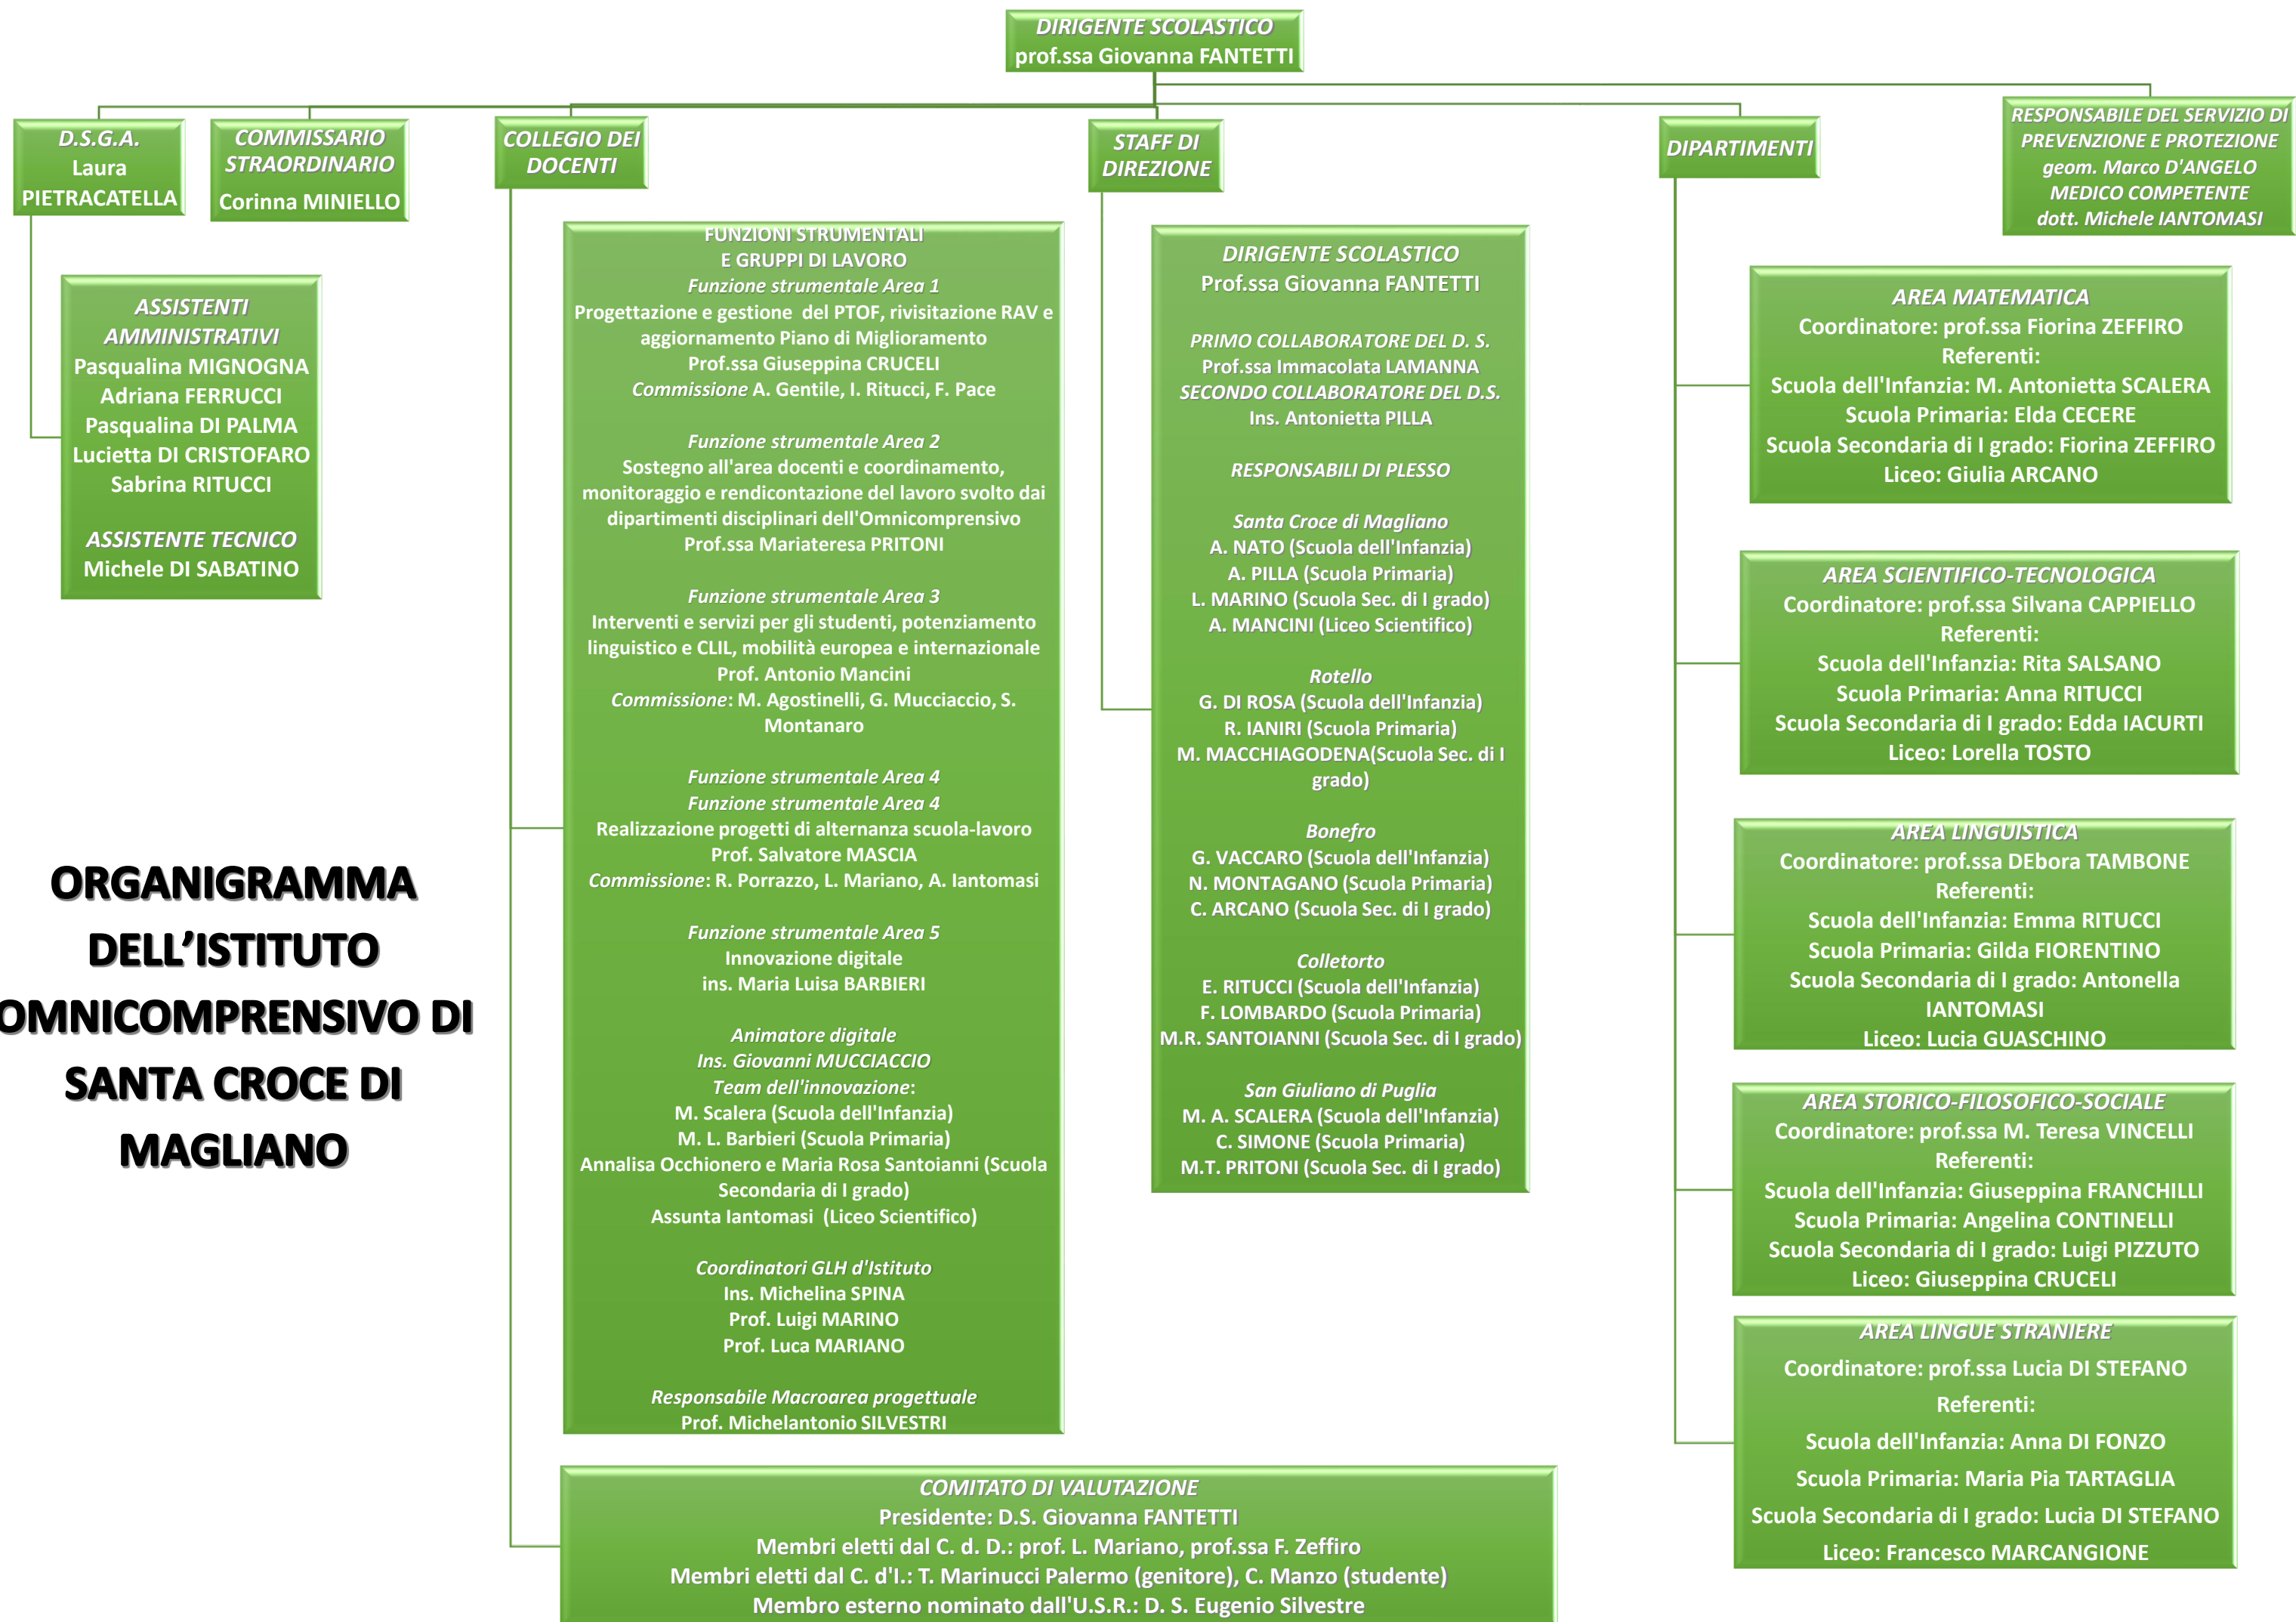 DIRIGENTE SCOLASTICO
prof.ssa Giovanna FANTETTI
D.S.G.A.
Laura
PIETRACATELLA
COMMISSARIO
STRAORDINARIO
Corinna MINIELLO
COLLEGIO DEI
DOCENTI
STAFF DI
DIREZIONE
DIPARTIMENTI
RESPONSABILE DEL SERVIZIO DI
PREVENZIONE E PROTEZIONE
geom. Marco D'ANGELO
MEDICO COMPETENTE
dott. Michele IANTOMASI
ASSISTENTI
AMMINISTRATIVI
Pasqualina MIGNOGNA
Adriana FERRUCCI
Pasqualina DI PALMA
Lucietta DI CRISTOFARO
Sabrina RITUCCI
ASSISTENTE TECNICO
Michele DI SABATINO
FUNZIONI STRUMENTALI
E GRUPPI DI LAVORO
Funzione strumentale Area 1
Progettazione e gestione del PTOF, rivisitazione RAV e
aggiornamento Piano di Miglioramento
Prof.ssa Giuseppina CRUCELI
Commissione A. Gentile, I. Ritucci, F. Pace
Funzione strumentale Area 2
Sostegno all'area docenti e coordinamento,
monitoraggio e rendicontazione del lavoro svolto dai
dipartimenti disciplinari dell'Omnicomprensivo
Prof.ssa Mariateresa PRITONI
Funzione strumentale Area 3
Interventi e servizi per gli studenti, potenziamento
linguistico e CLIL, mobilità europea e internazionale
Prof. Antonio Mancini
Commissione: M. Agostinelli, G. Mucciaccio, S.
Montanaro
Funzione strumentale Area 4
Funzione strumentale Area 4
Realizzazione progetti di alternanza scuola-lavoro
Prof. Salvatore MASCIA
Commissione: R. Porrazzo, L. Mariano, A. Iantomasi
Funzione strumentale Area 5
Innovazione digitale
ins. Maria Luisa BARBIERI
Animatore digitale
Ins. Giovanni MUCCIACCIO
Team dell'innovazione:
M. Scalera (Scuola dell'Infanzia)
M. L. Barbieri (Scuola Primaria)
Annalisa Occhionero e Maria Rosa Santoianni (Scuola
Secondaria di I grado)
Assunta Iantomasi (Liceo Scientifico)
Coordinatori GLH d'Istituto
Ins. Michelina SPINA
Prof. Luigi MARINO
Prof. Luca MARIANO
Responsabile Macroarea progettuale
Prof. Michelantonio SILVESTRI
COMITATO DI VALUTAZIONE
Presidente: D.S. Giovanna FANTETTI
Membri eletti dal C. d. D.: prof. L. Mariano, prof.ssa F. Zeffiro
Membri eletti dal C. d'I.: T. Marinucci Palermo (genitore), C. Manzo (studente)
Membro esterno nominato dall'U.S.R.: D. S. Eugenio Silvestre
DIRIGENTE SCOLASTICO
Prof.ssa Giovanna FANTETTI
PRIMO COLLABORATORE DEL D. S.
Prof.ssa Immacolata LAMANNA
SECONDO COLLABORATORE DEL D.S.
Ins. Antonietta PILLA
RESPONSABILI DI PLESSO
Santa Croce di Magliano
A. NATO (Scuola dell'Infanzia)
A. PILLA (Scuola Primaria)
L. MARINO (Scuola Sec. di I grado)
A. MANCINI (Liceo Scientifico)
Rotello
G. DI ROSA (Scuola dell'Infanzia)
R. IANIRI (Scuola Primaria)
M. MACCHIAGODENA(Scuola Sec. di I
grado)
Bonefro
G. VACCARO (Scuola dell'Infanzia)
N. MONTAGANO (Scuola Primaria)
C. ARCANO (Scuola Sec. di I grado)
Colletorto
E. RITUCCI (Scuola dell'Infanzia)
F. LOMBARDO (Scuola Primaria)
M.R. SANTOIANNI (Scuola Sec. di I grado)
San Giuliano di Puglia
M. A. SCALERA (Scuola dell'Infanzia)
C. SIMONE (Scuola Primaria)
M.T. PRITONI (Scuola Sec. di I grado)
AREA MATEMATICA
Coordinatore: prof.ssa Fiorina ZEFFIRO
Referenti:
Scuola dell'Infanzia: M. Antonietta SCALERA
Scuola Primaria: Elda CECERE
Scuola Secondaria di I grado: Fiorina ZEFFIRO
Liceo: Giulia ARCANO
AREA SCIENTIFICO-TECNOLOGICA
Coordinatore: prof.ssa Silvana CAPPIELLO
Referenti:
Scuola dell'Infanzia: Rita SALSANO
Scuola Primaria: Anna RITUCCI
Scuola Secondaria di I grado: Edda IACURTI
Liceo: Lorella TOSTO
AREA LINGUISTICA
Coordinatore: prof.ssa DEbora TAMBONE
Referenti:
Scuola dell'Infanzia: Emma RITUCCI
Scuola Primaria: Gilda FIORENTINO
Scuola Secondaria di I grado: Antonella
IANTOMASI
Liceo: Lucia GUASCHINO
AREA STORICO-FILOSOFICO-SOCIALE
Coordinatore: prof.ssa M. Teresa VINCELLI
Referenti:
Scuola dell'Infanzia: Giuseppina FRANCHILLI
Scuola Primaria: Angelina CONTINELLI
Scuola Secondaria di I grado: Luigi PIZZUTO
Liceo: Giuseppina CRUCELI
AREA LINGUE STRANIERE
Coordinatore: prof.ssa Lucia DI STEFANO
Referenti:
Scuola dell'Infanzia: Anna DI FONZO
Scuola Primaria: Maria Pia TARTAGLIA
Scuola Secondaria di I grado: Lucia DI STEFANO
Liceo: Francesco MARCANGIONE
ORGANIGRAMMA
DELL’ISTITUTO
OMNICOMPRENSIVO DI
SANTA CROCE DI
MAGLIANO